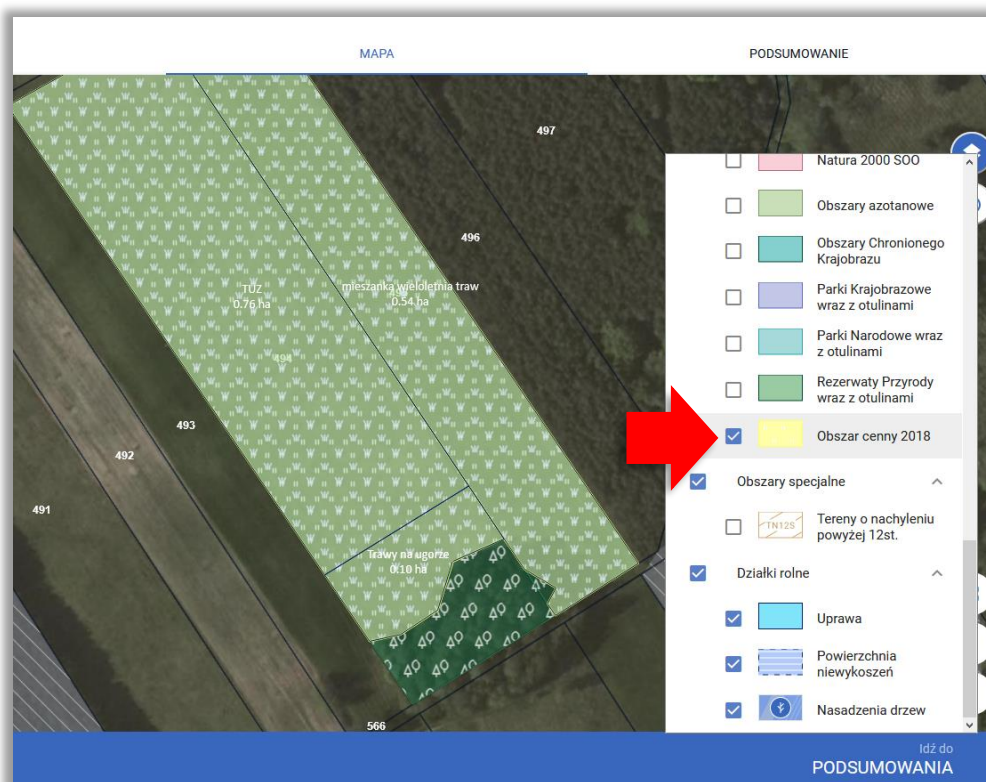 MAPA
PODSUMOWANIE
497
496
TUZ
0.76 ha
mieszanka wieloletnia traw
0.54 ha
494
493
492
491
Trawy na ugorze
0.10 ha
566
Natura 2000 SOO
Obszary azotanowe
Obszary Chronionego
Krajobrazu
Parki Krajobrazowe
wraz z otulinami
Parki Narodowe wraz
z otulinami
Rezerwaty Przyrody
wraz z otulinami
Obszar cenny 2018
Obszary specjalne
TN12S
Tereny o nachyleniu
powyżej 12st.
Działki rolne
Uprawa
Powierzchnia
niewykoszeń
Nasadzenia drzew
Idź do
PODSUMOWANIA